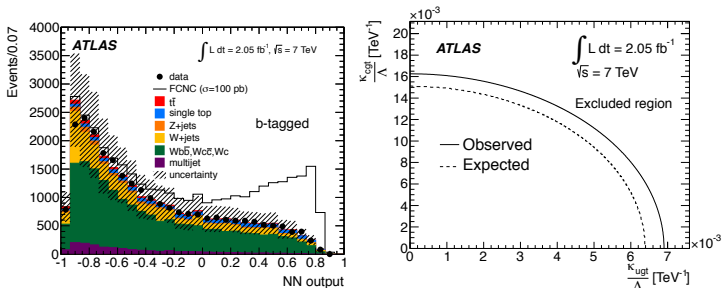 Events/0.07
4000
3500
3000
2500
2000
1500
1000
500
0
ATLAS
∫ L dt = 2.05 fb⁻¹, √s = 7 TeV
data
FCNC (σ=100 pb)
tt̄
single top
Z+jets
W+jets
Wbb̄,Wcc̄,Wc
multijet
uncertainty
b-tagged
-1 -0.8 -0.6 -0.4 -0.2 0 0.2 0.4 0.6 0.8 1
NN output
κcgt/Λ [TeV⁻¹]
×10⁻³
20
18
16
14
12
10
8
6
4
2
0
ATLAS
∫ L dt = 2.05 fb⁻¹
√s = 7 TeV
Excluded region
Observed
Expected
0 1 2 3 4 5 6 7
×10⁻³
κugt/Λ [TeV⁻¹]